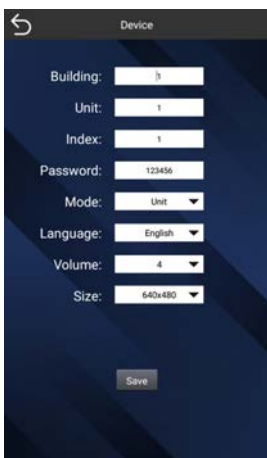 Device
Building: 1
Unit: 1
Index: 1
Password: 123456
Mode: Unit
Language: English
Volume: 4
Size: 640x480
Save